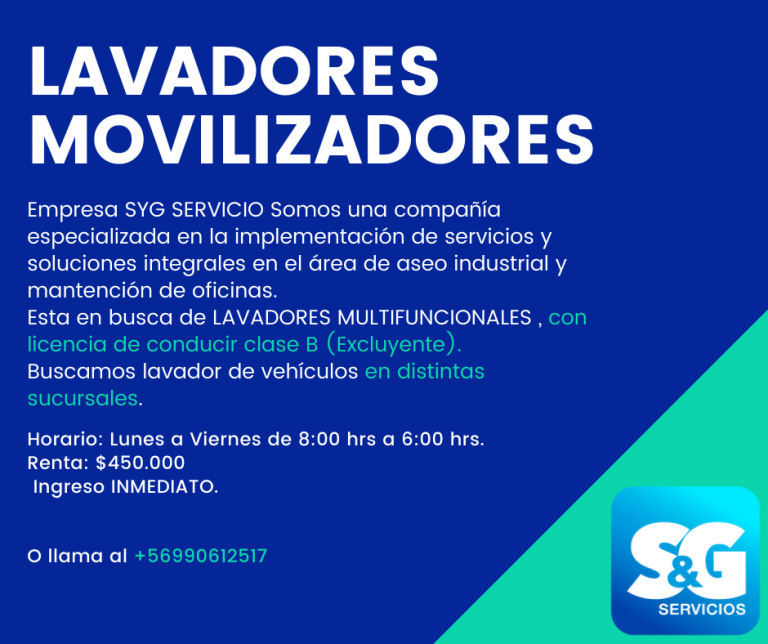 LAVADORES
MOVILIZADORES
Empresa SYG SERVICIO Somos una compañía
especializada en la implementación de servicios y
soluciones integrales en el área de aseo industrial y
mantención de oficinas.
Esta en busca de LAVADORES MULTIFUNCIONALES , con
licencia de conducir clase B (Excluyente).
Buscamos lavador de vehículos en distintas
sucursales.
Horario: Lunes a Viernes de 8:00 hrs a 6:00 hrs.
Renta: $450.000
Ingreso INMEDIATO.
O llama al +56990612517
S&G
SERVICIOS